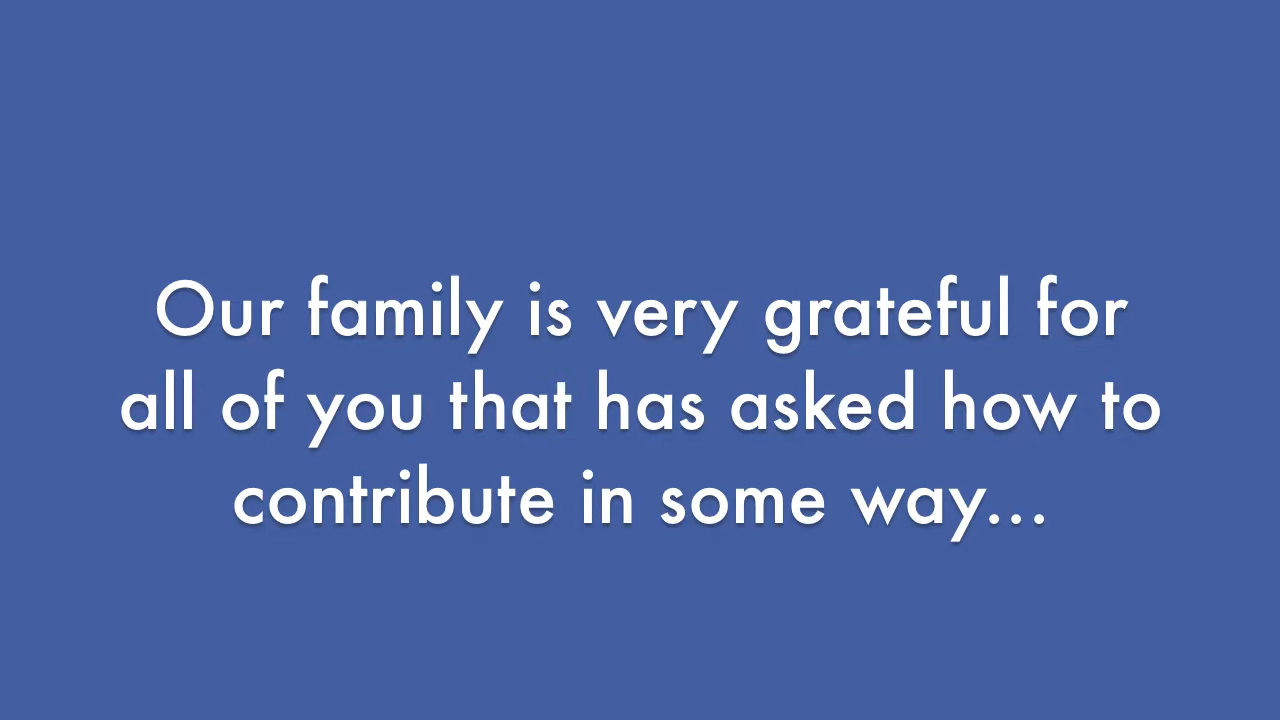 Our family is very grateful for
all of you that has asked how to
contribute in some way...